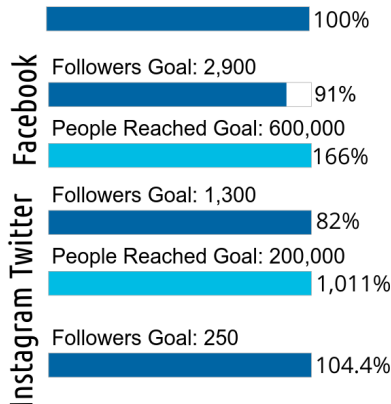 100%
Facebook
Followers Goal: 2,900
91%
People Reached Goal: 600,000
166%
Twitter
Followers Goal: 1,300
82%
People Reached Goal: 200,000
1,011%
Instagram
Followers Goal: 250
104.4%